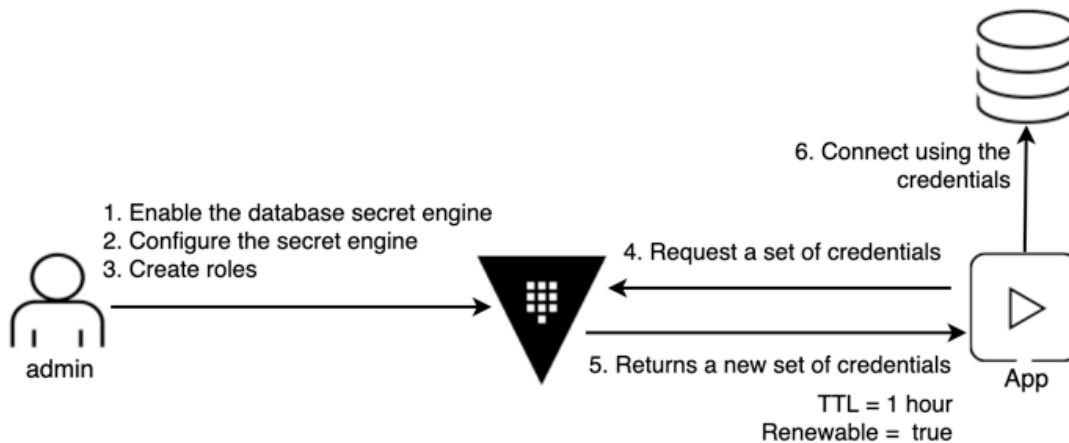 6. Connect using the
credentials
1. Enable the database secret engine
2. Configure the secret engine
3. Create roles
4. Request a set of credentials
admin
5. Returns a new set of credentials
App
TTL = 1 hour
Renewable = true